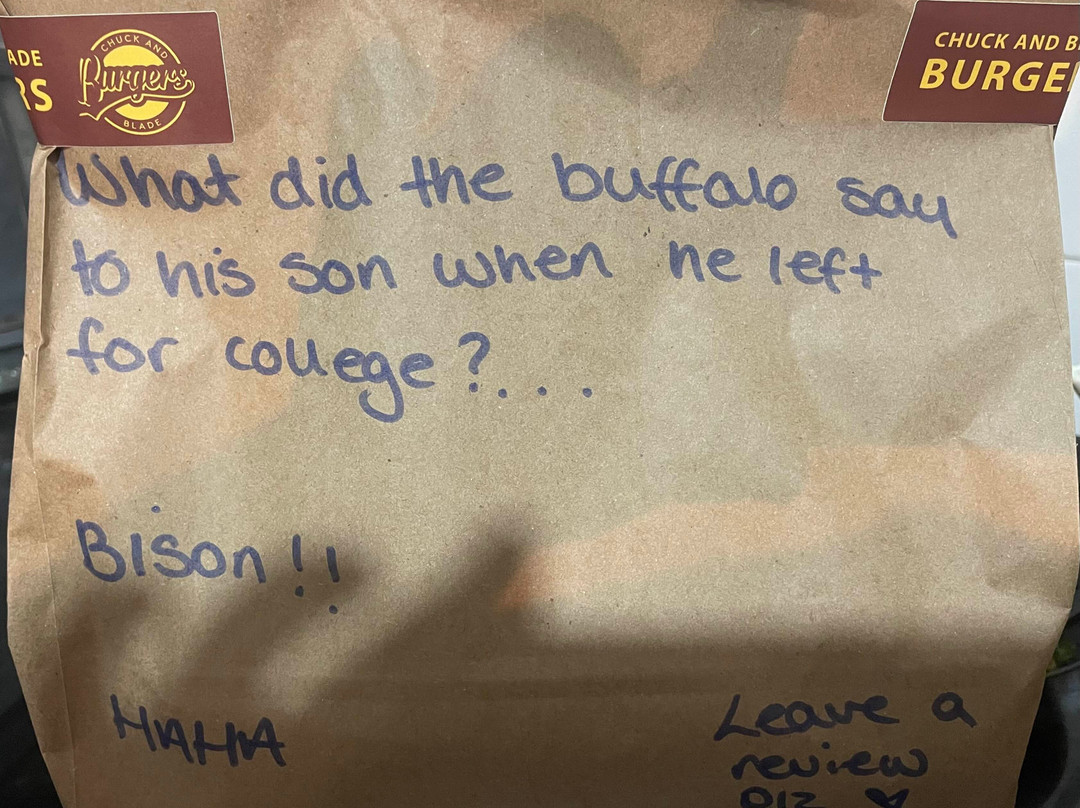 ADE
RS
CHUCK AND
Burgers
BLADE
CHUCK AND B
BURGE
What did the buffalo say
to his son when he left
for college?...
Bison!!
HAHA
Leave a
review
plz ♥